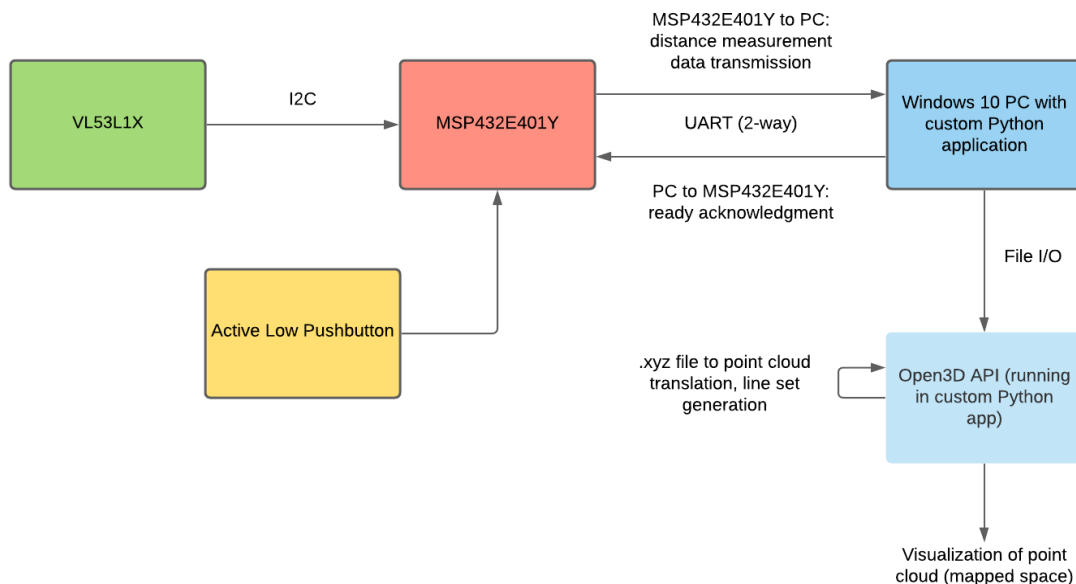 MSP432E401Y to PC:
distance measurement
data transmission
VL53L1X
I2C
MSP432E401Y
UART (2-way)
Windows 10 PC with
custom Python
application
PC to MSP432E401Y:
ready acknowledgment
File I/O
Active Low Pushbutton
.xyz file to point cloud
translation, line set
generation
Open3D API (running
in custom Python
app)
Visualization of point
cloud (mapped space)